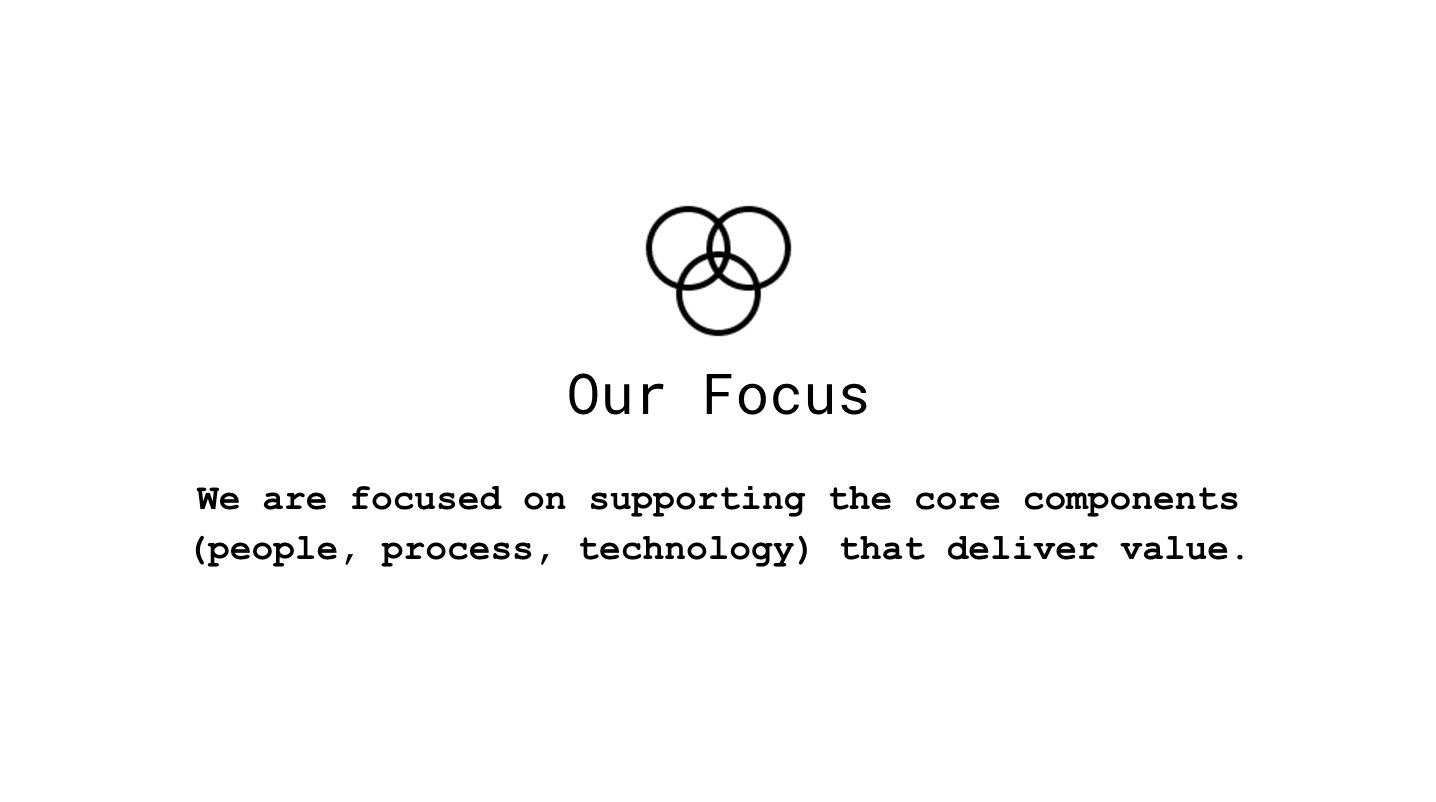 Our Focus
We are focused on supporting the core components
(people, process, technology) that deliver value.